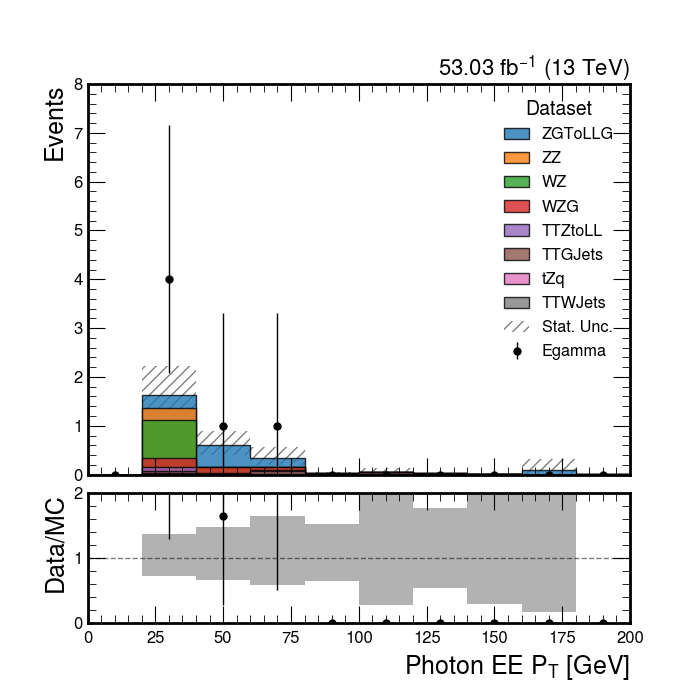 53.03 fb⁻¹ (13 TeV)
Events
8
7
6
5
4
3
2
1
0
Dataset
ZGToLLG
ZZ
WZ
WZG
TTZtoLL
TTGJets
tZq
TTWJets
Stat. Unc.
Egamma
Data/MC
2
1
0
0 25 50 75 100 125 150 175 200
Photon EE P_T [GeV]